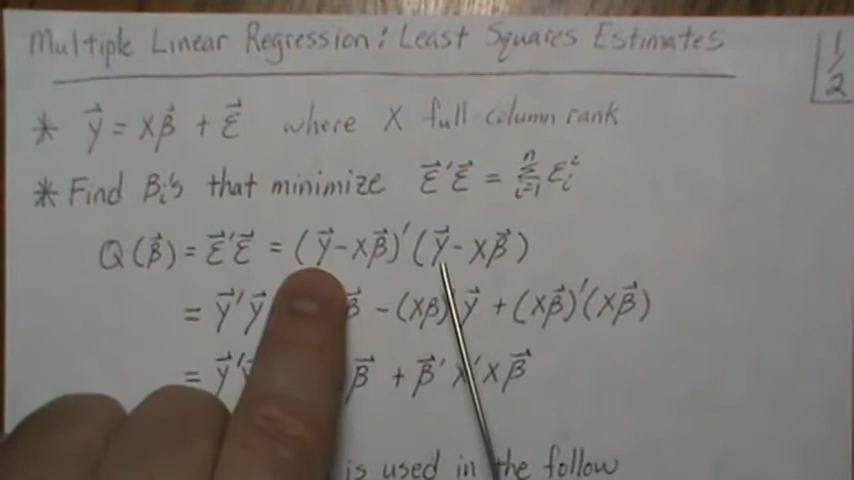 Multiple Linear Regression: Least Squares Estimates
1/2
* y⃗ = Xβ⃗ + ε⃗ where X full column rank
* Find βi's that minimize ε⃗'ε⃗ = Σⁿᵢ₌₁ εᵢ²
Q(β⃗) = ε⃗'ε⃗ = (y⃗ - Xβ⃗)'(y⃗ - Xβ⃗)
= y⃗'y⃗ β⃗ - (Xβ) y⃗ + (Xβ⃗)'(Xβ⃗)
= y⃗' β⃗ + β⃗'X'Xβ⃗
is used in the follow